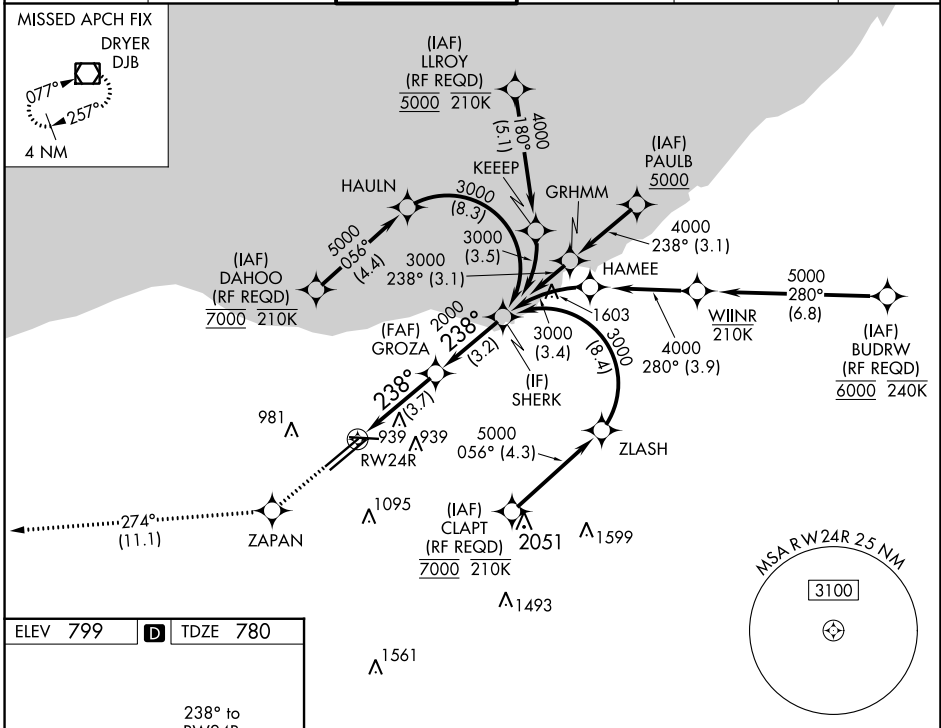 MISSED APCH FIX
DRYER
DJB
077°
257°
4 NM
(IAF)
LLROY
(RF REQD)
5000 210K
4000
180°
(5.1)
(IAF)
PAULB
5000
KEEEP
GRHMM
HAULN
3000
(8.3)
5000
056°
(4.4)
3000
(3.5)
4000
238° (3.1)
3000
238° (3.1)
(IAF)
DAHOO
(RF REQD)
7000 210K
HAMEE
5000
280°
(6.8)
1603
WIINR
210K
2000
238°
(3.2)
(FAF)
GROZA
3000
(3.4)
4000
280° (3.9)
(IAF)
BUDRW
(RF REQD)
6000 240K
3000
(8.4)
(IF)
SHERK
238°
(3.7)
981
939
939
RW24R
5000
056° (4.3)
ZLASH
1095
(IAF)
CLAPT
(RF REQD)
7000 210K
2051
1599
274°
(11.1)
ZAPAN
MSA RW24R 25 NM
3100
1493
1561
ELEV 799 D TDZE 780
238° to
RW24R